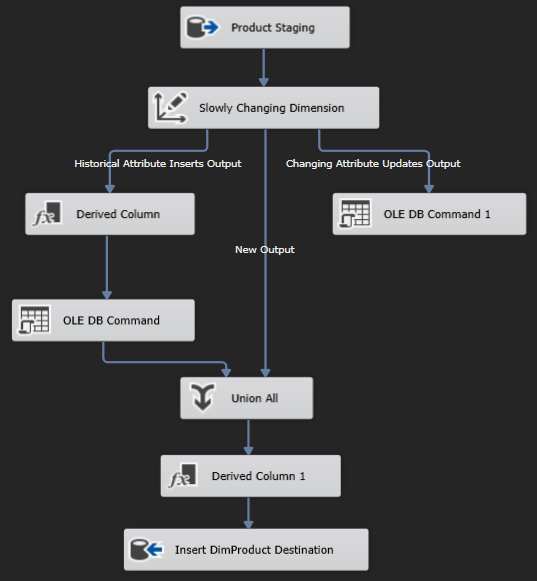 Product Staging
Slowly Changing Dimension
Historical Attribute Inserts Output
Changing Attribute Updates Output
Derived Column
OLE DB Command 1
New Output
OLE DB Command
Union All
Derived Column 1
Insert DimProduct Destination